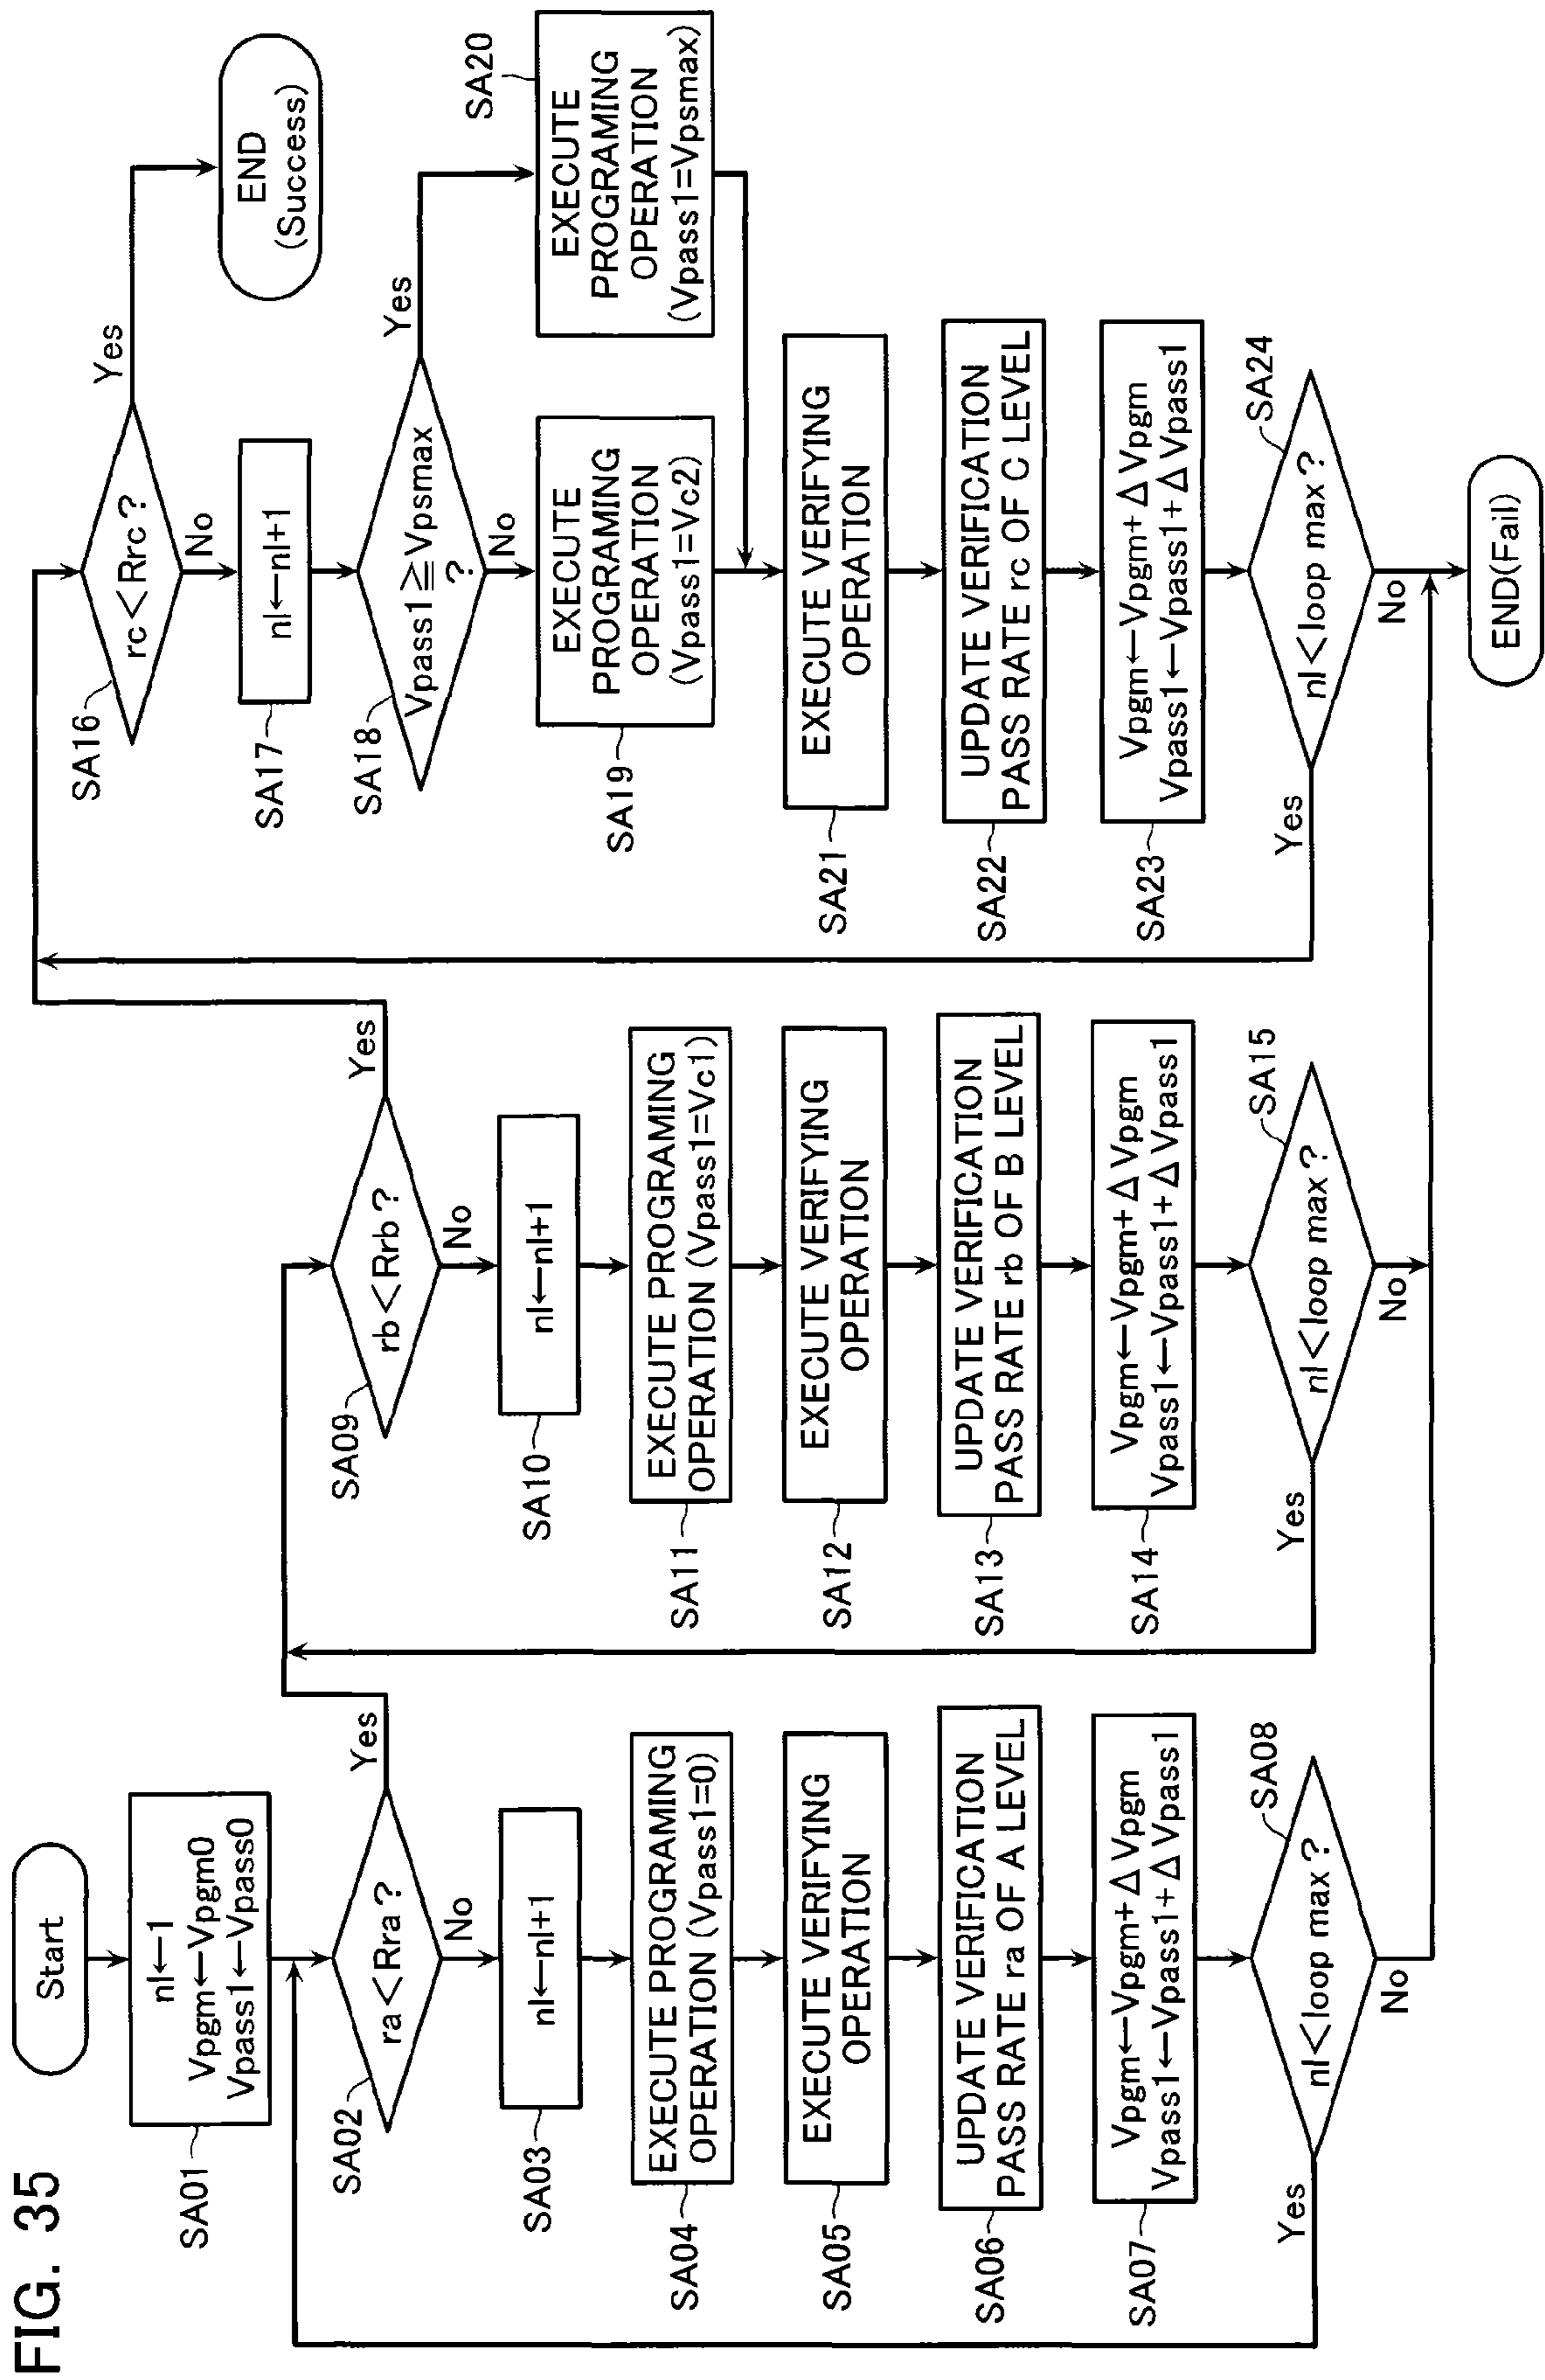 FIG. 35
Start
SA01
nl←1
Vpgm←Vpgm0
Vpass1←Vpass0
SA02
ra<Rra?
Yes
No
SA03
nl←nl+1
SA04
EXECUTE PROGRAMING
OPERATION (Vpass1=0)
SA05
EXECUTE VERIFYING
OPERATION
SA06
UPDATE VERIFICATION
PASS RATE ra OF A LEVEL
SA07
Vpgm←Vpgm+ΔVpgm
Vpass1←Vpass1+ΔVpass1
SA08
nl<loop max?
Yes
No
SA09
rb<Rrb?
Yes
No
SA10
nl←nl+1
SA11
EXECUTE PROGRAMING
OPERATION (Vpass1=Vc1)
SA12
EXECUTE VERIFYING
OPERATION
SA13
UPDATE VERIFICATION
PASS RATE rb OF B LEVEL
SA14
Vpgm←Vpgm+ΔVpgm
Vpass1←Vpass1+ΔVpass1
SA15
nl<loop max?
Yes
No
SA16
rc<Rrc?
Yes
END
(Success)
No
SA17
nl←nl+1
SA18
Vpass1≧Vpsmax
?
Yes
No
SA19
EXECUTE
PROGRAMING
OPERATION
(Vpass1=Vc2)
SA20
EXECUTE
PROGRAMING
OPERATION
(Vpass1=Vpsmax)
SA21
EXECUTE VERIFYING
OPERATION
SA22
UPDATE VERIFICATION
PASS RATE rc OF C LEVEL
SA23
Vpgm←Vpgm+ΔVpgm
Vpass1←Vpass1+ΔVpass1
SA24
nl<loop max?
Yes
No
END(Fail)